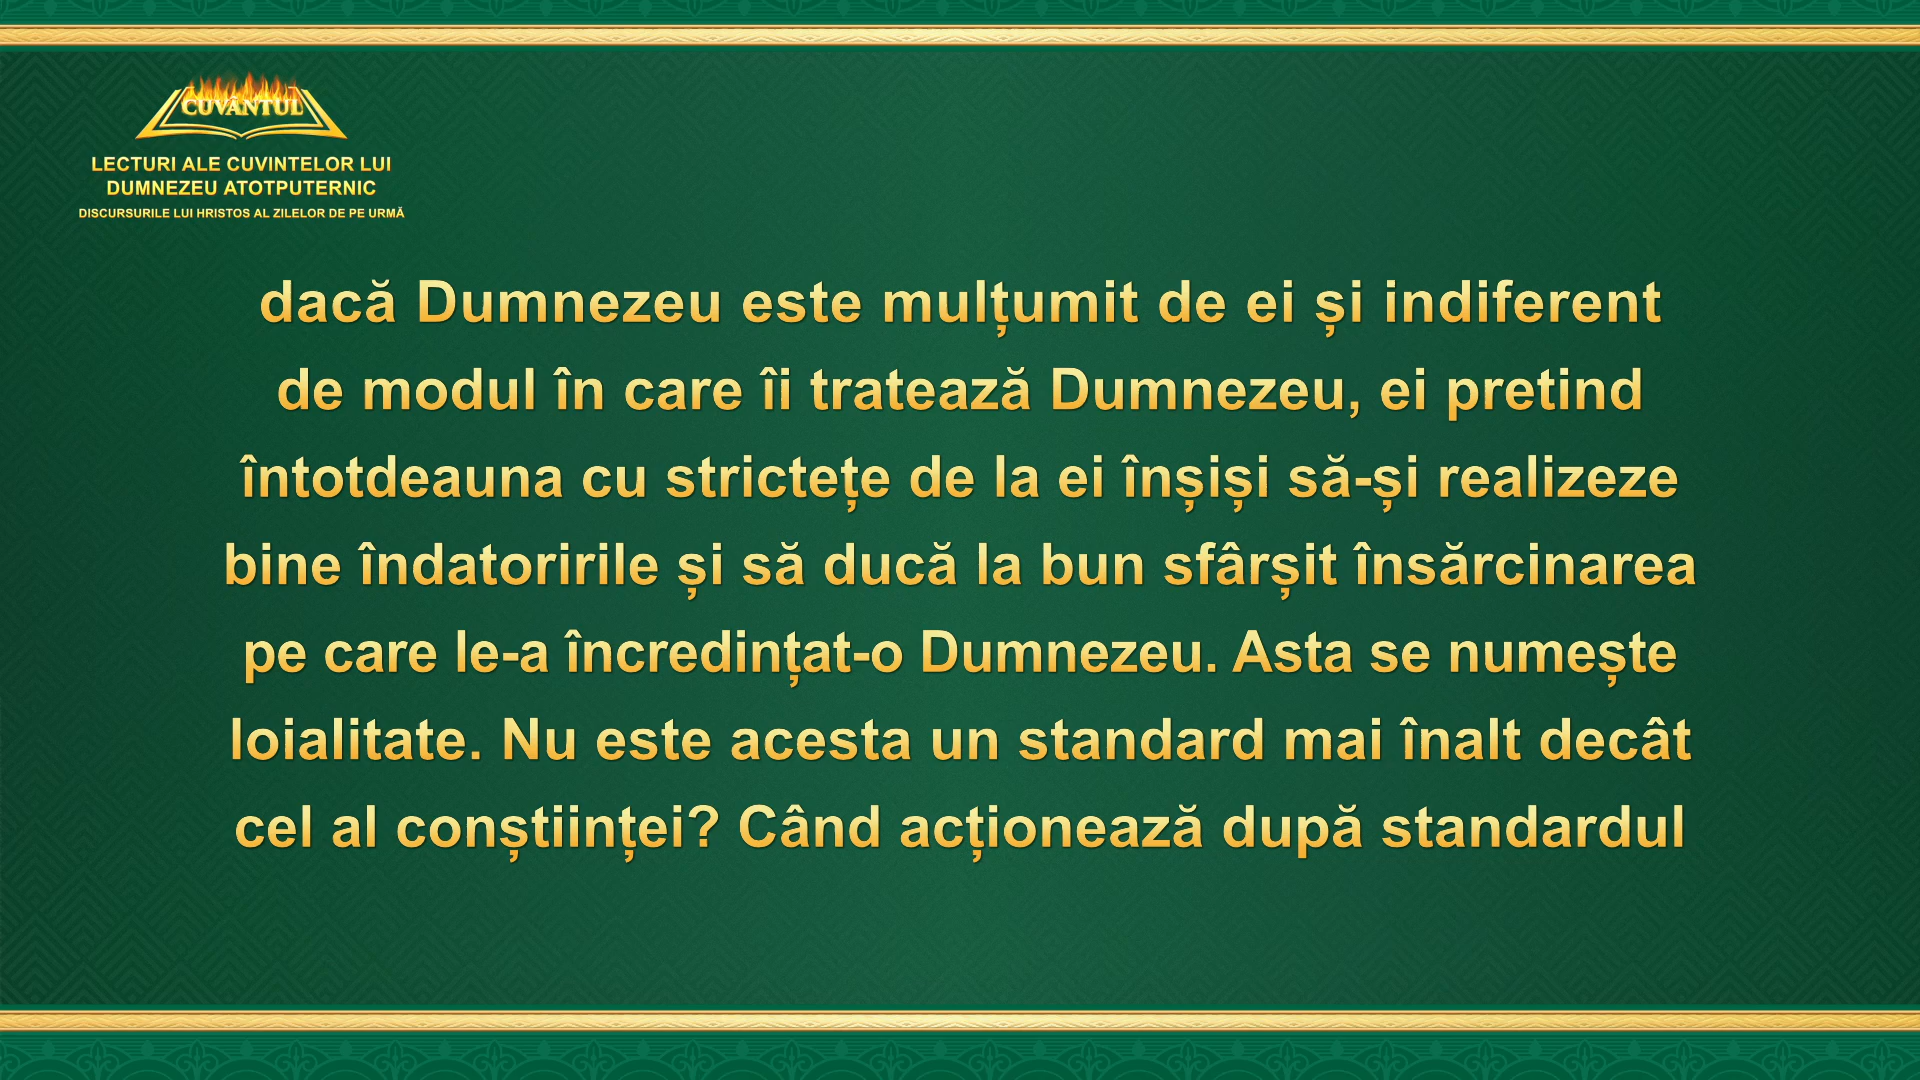 CUVÂNTUL
LECTURI ALE CUVINTELOR LUI
DUMNEZEU ATOTPUTERNIC
DISCURSURILE LUI HRISTOS AL ZILELOR DE PE URMĂ
dacă Dumnezeu este mulțumit de ei și indiferent
de modul în care îi tratează Dumnezeu, ei pretind
întotdeauna cu strictețe de la ei înșiși să-și realizeze
bine îndatoririle și să ducă la bun sfârșit însărcinarea
pe care le-a încredințat-o Dumnezeu. Asta se numește
loialitate. Nu este acesta un standard mai înalt decât
cel al conștiinței? Când acționează după standardul